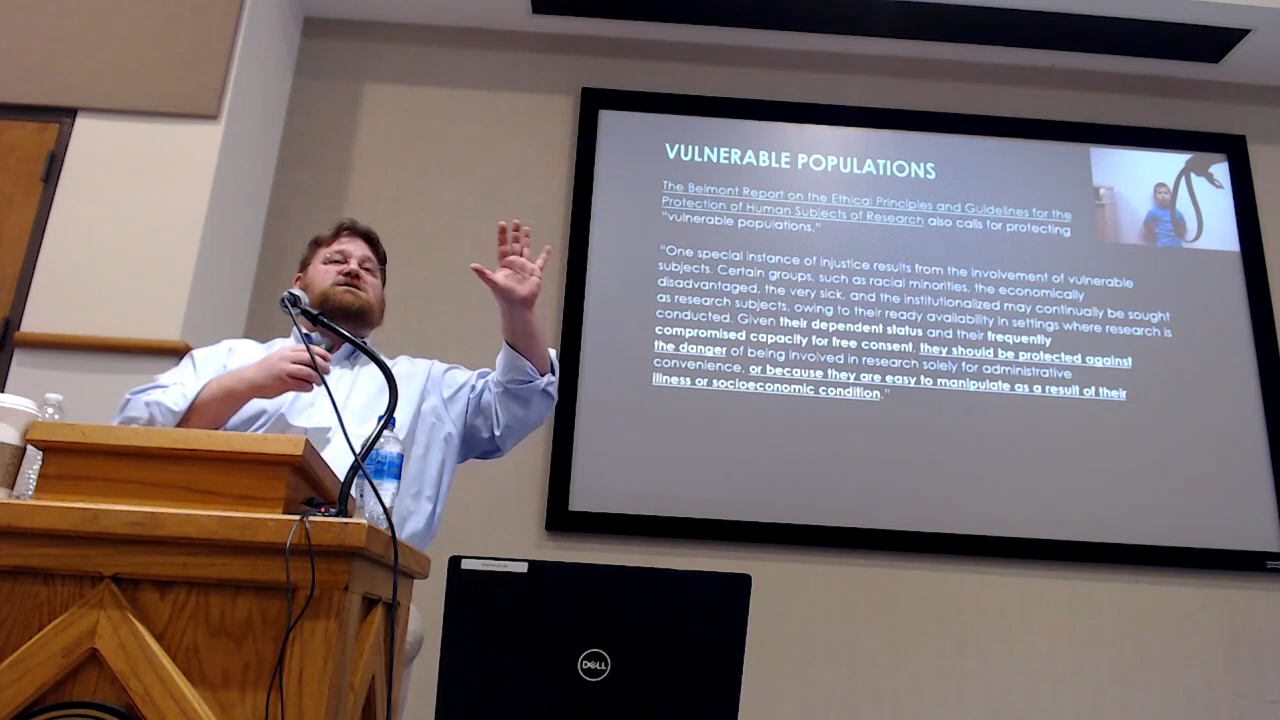 VULNERABLE POPULATIONS
The Belmont Report on the Ethical Principles and Guidelines for the
Protection of Human Subjects of Research also calls for protecting
"vulnerable populations."
"One special instance of injustice results from the involvement of vulnerable
subjects. Certain groups, such as racial minorities, the economically
disadvantaged, the very sick, and the institutionalized may continually be sought
as research subjects, owing to their ready availability in settings where research is
conducted. Given their dependent status and their frequently
compromised capacity for free consent, they should be protected against
the danger of being involved in research solely for administrative
convenience, or because they are easy to manipulate as a result of their
illness or socioeconomic condition."
DELL